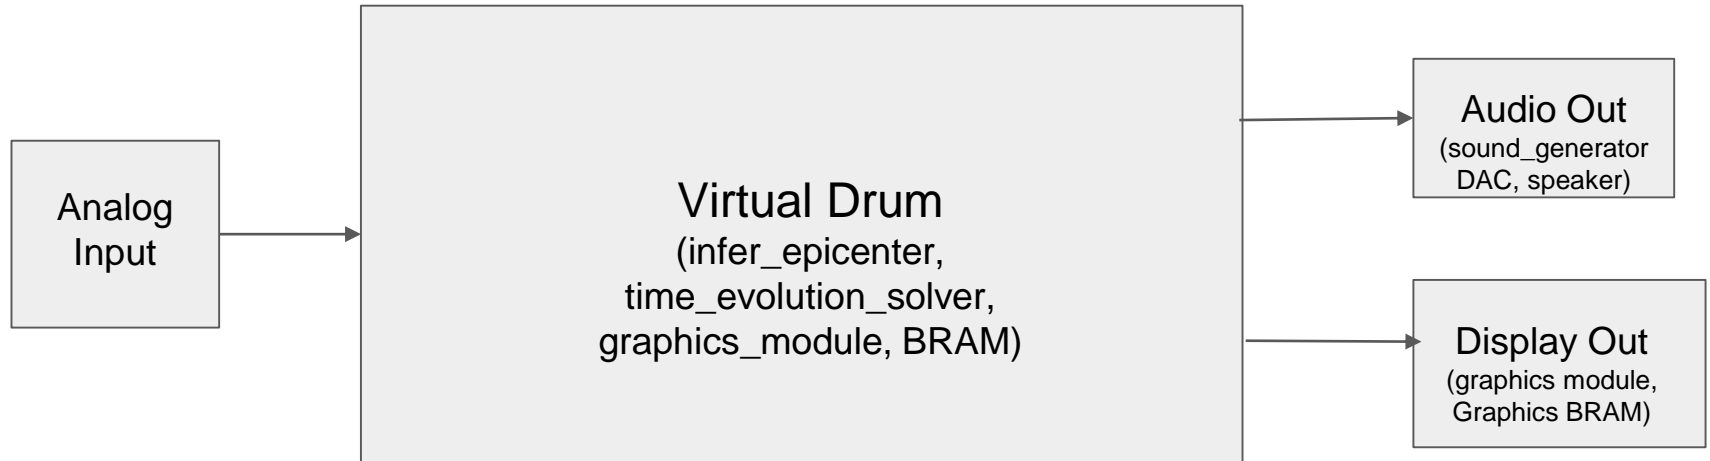 Analog
Input
Virtual Drum
(infer_epicenter,
time_evolution_solver,
graphics_module, BRAM)
Audio Out
(sound_generator
DAC, speaker)
Display Out
(graphics module,
Graphics BRAM)